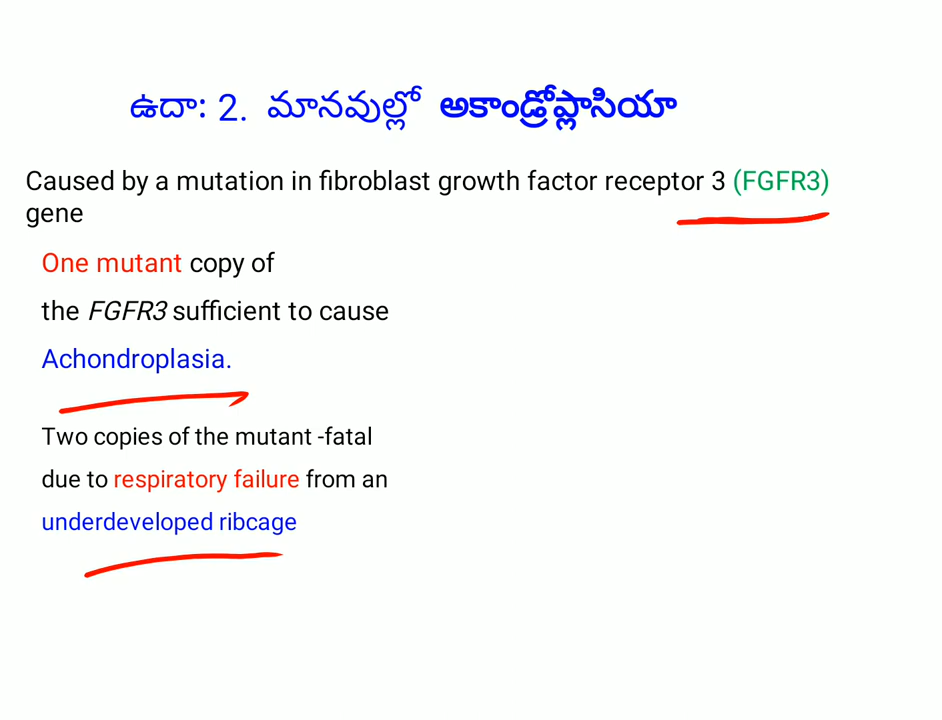 ఉదా: 2. మానవుల్లో అకాండ్రోప్లాసియా
Caused by a mutation in fibroblast growth factor receptor 3 (FGFR3)
gene
One mutant copy of
the FGFR3 sufficient to cause
Achondroplasia.
Two copies of the mutant -fatal
due to respiratory failure from an
underdeveloped ribcage